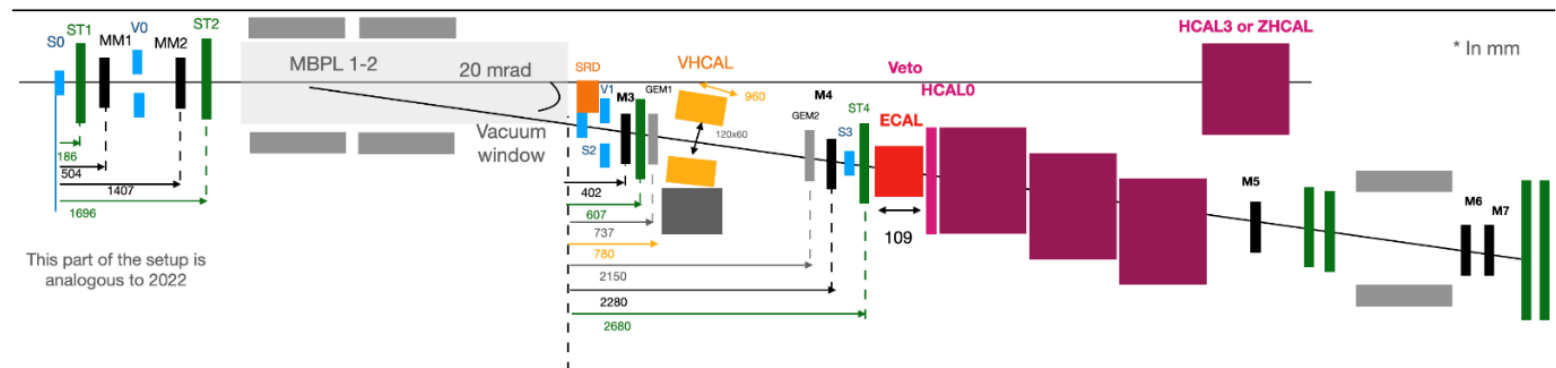 ST1
V0
ST2
S0
MM1
MM2
186
504
1407
1696
This part of the setup is
analogous to 2022
MBPL 1-2
20 mrad
Vacuum
window
SRD
V1
S2
M3
GEM1
VHCAL
960
120x60
402
607
737
780
2150
2280
2680
GEM2
M4
S3
ST4
ECAL
109
Veto
HCAL0
HCAL3 or ZHCAL
* In mm
M5
M6
M7